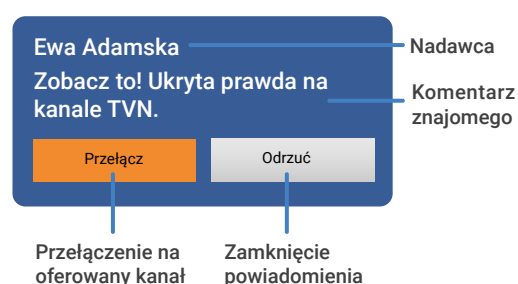 Ewa Adamska
Nadawca
Zobacz to! Ukryta prawda na
kanale TVN.
Komentarz
znajomego
Przełącz
Odrzuć
Przełączenie na
oferowany kanał
Zamknięcie
powiadomienia